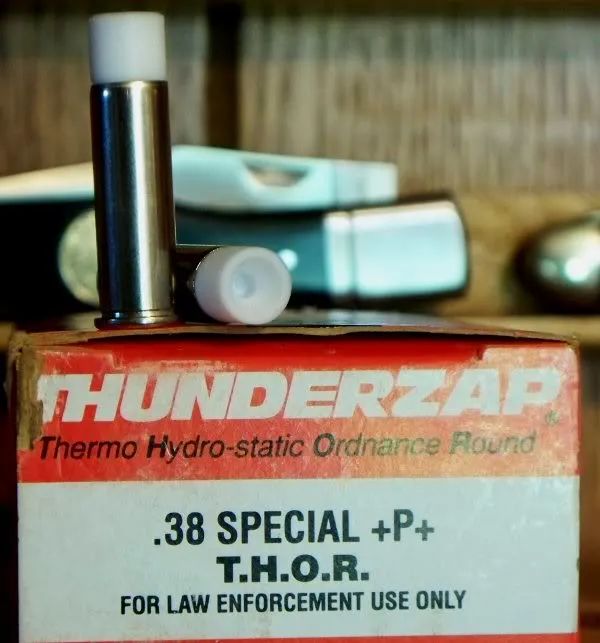 THUNDERZAP®
Thermo Hydro-static Ordnance Round
.38 SPECIAL +P+
T.H.O.R.
FOR LAW ENFORCEMENT USE ONLY